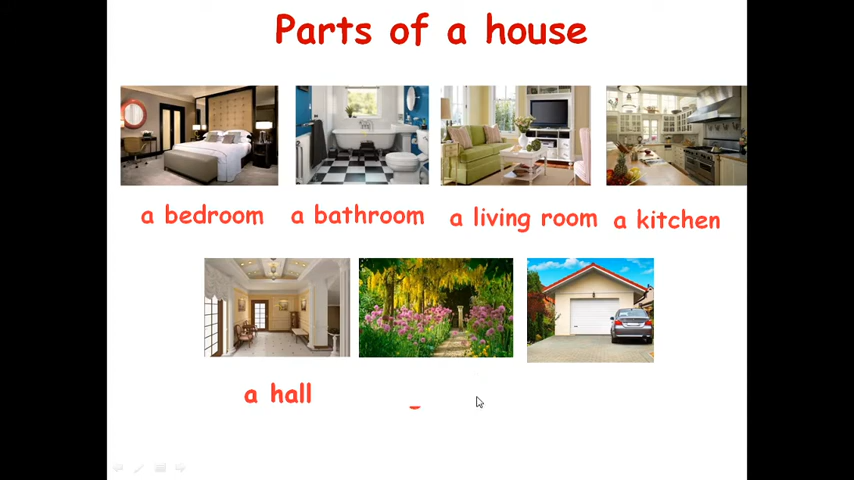 Parts of a house
a bedroom
a bathroom
a living room
a kitchen
a hall